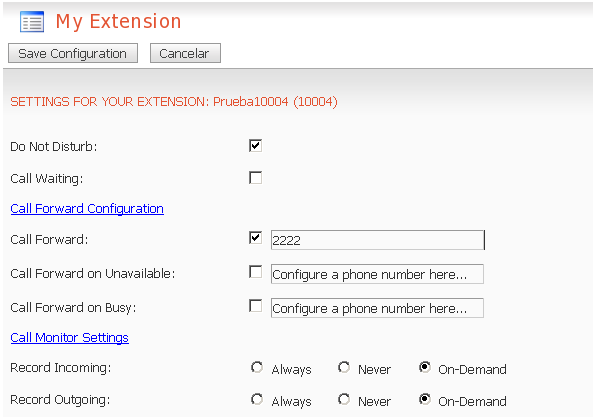 My Extension
Save Configuration Cancelar
SETTINGS FOR YOUR EXTENSION: Prueba10004 (10004)
Do Not Disturb:
Call Waiting:
Call Forward Configuration
Call Forward: 2222
Call Forward on Unavailable: Configure a phone number here...
Call Forward on Busy: Configure a phone number here...
Call Monitor Settings
Record Incoming: Always Never On-Demand
Record Outgoing: Always Never On-Demand